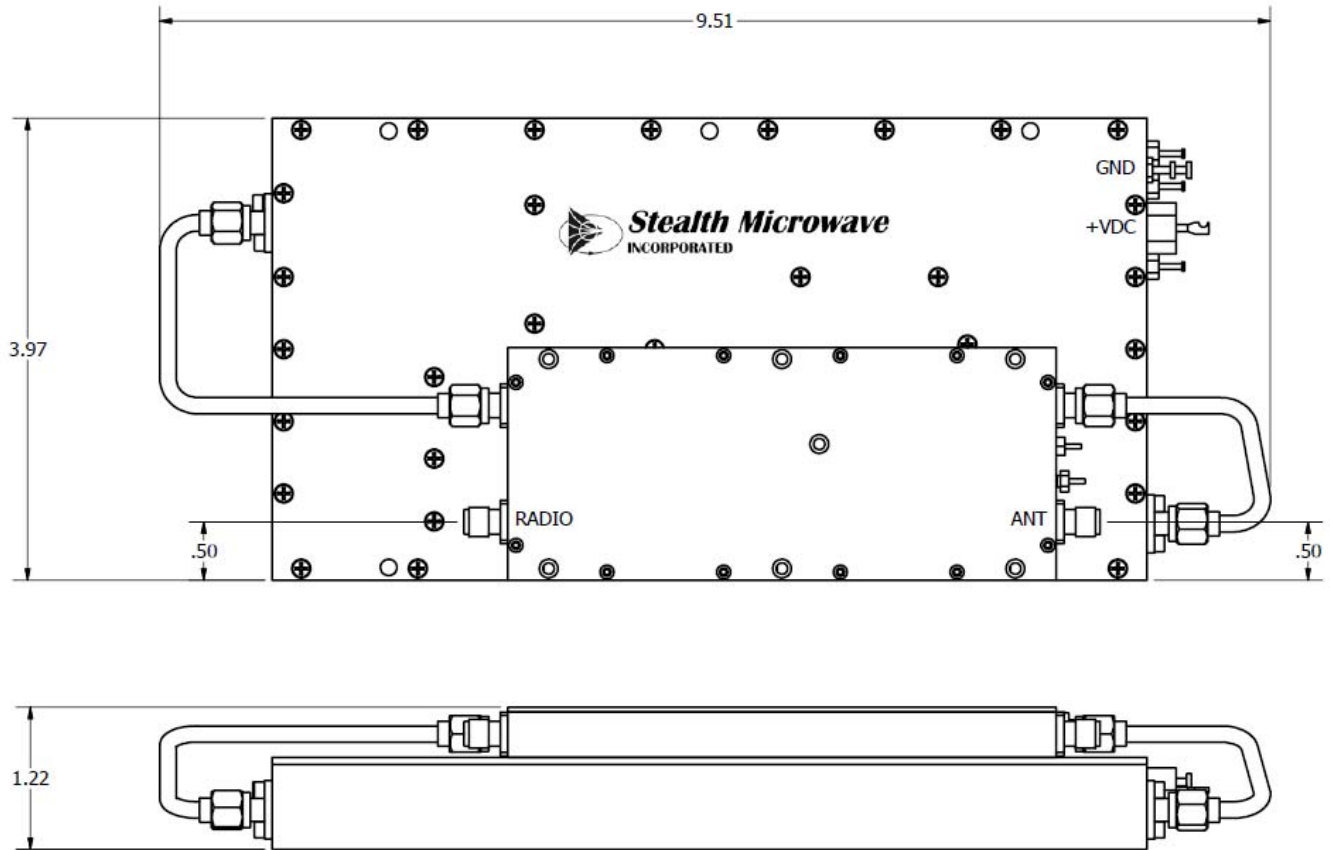 9.51
3.97
GND
+VDC
Stealth Microwave
INCORPORATED
RADIO
ANT
.50
.50
1.22